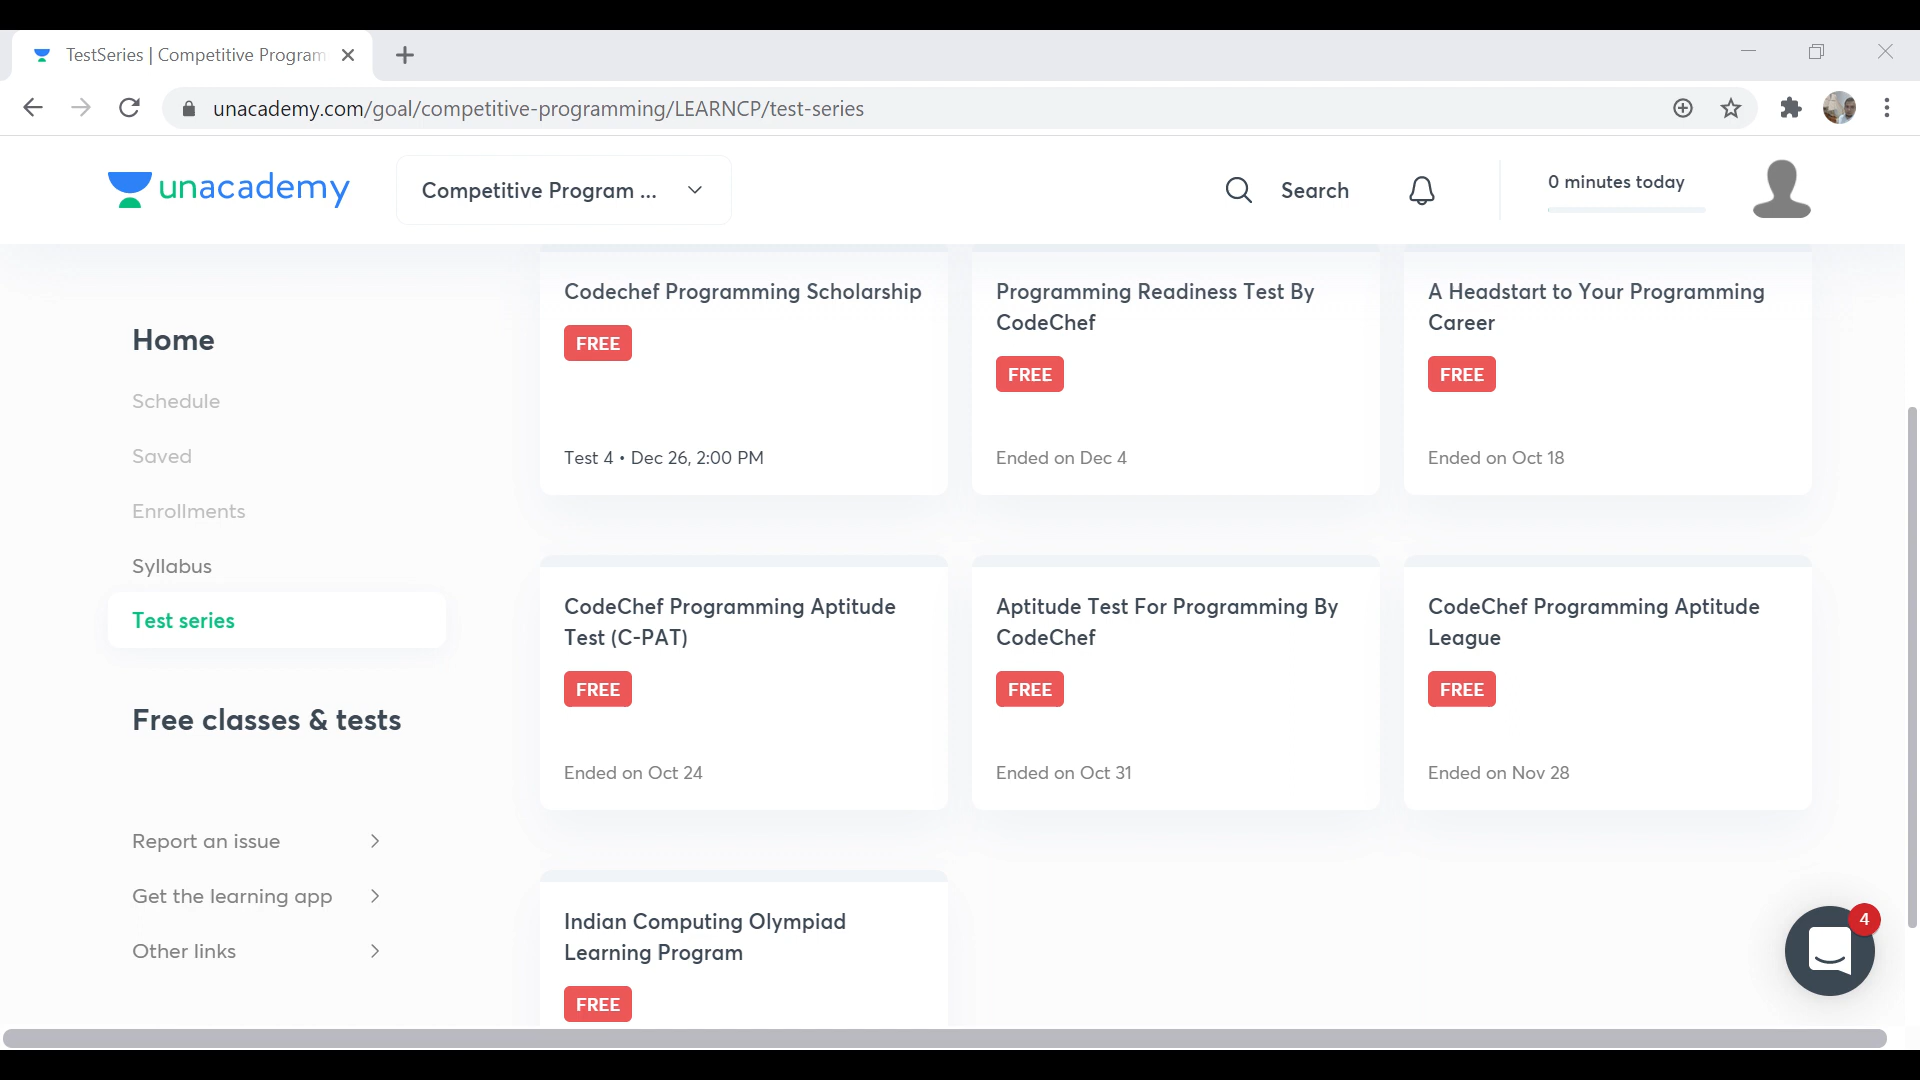 TestSeries | Competitive Program
unacademy.com/goal/competitive-programming/LEARNCP/test-series
unacademy
Competitive Program ...
Search
0 minutes today
Home
Schedule
Saved
Enrollments
Syllabus
Test series
Free classes & tests
Report an issue
Get the learning app
Other links
Codechef Programming Scholarship
FREE
Test 4 • Dec 26, 2:00 PM
Programming Readiness Test By
CodeChef
FREE
Ended on Dec 4
A Headstart to Your Programming
Career
FREE
Ended on Oct 18
CodeChef Programming Aptitude
Test (C-PAT)
FREE
Ended on Oct 24
Aptitude Test For Programming By
CodeChef
FREE
Ended on Oct 31
CodeChef Programming Aptitude
League
FREE
Ended on Nov 28
Indian Computing Olympiad
Learning Program
FREE
4